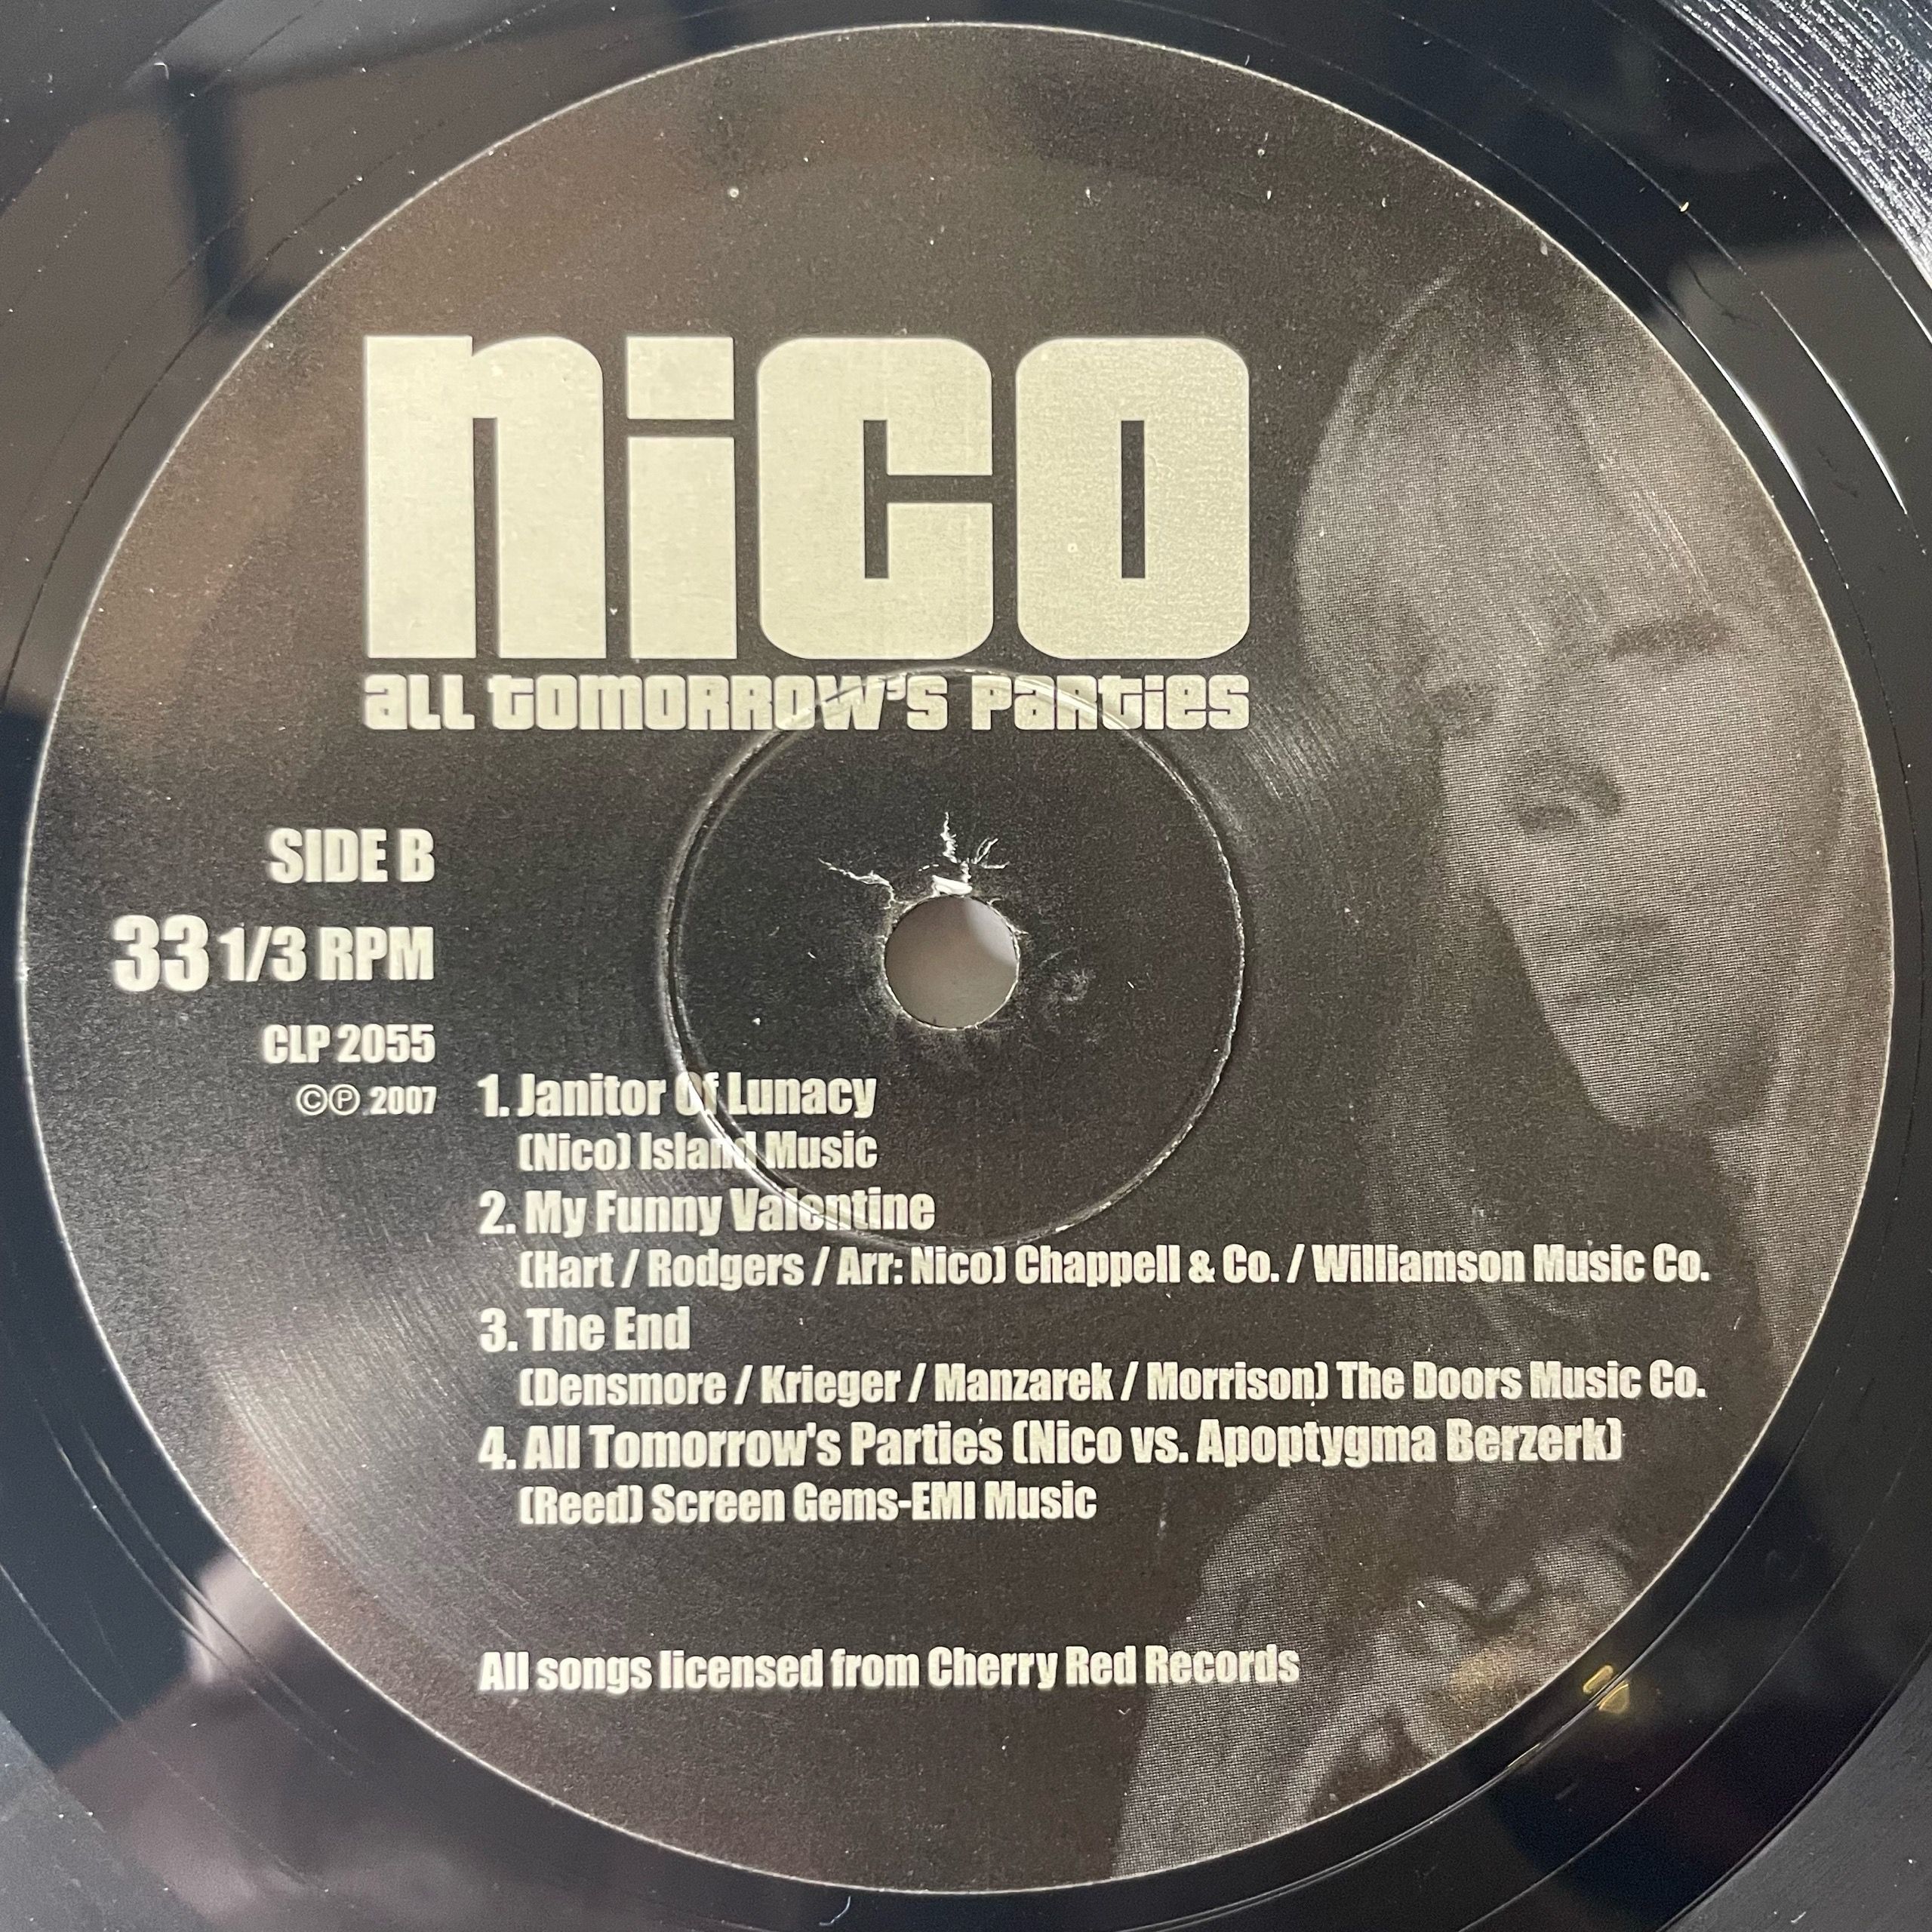 nico
all tomorrow's parties
SIDE B
33 1/3 RPM
CLP 2055
©℗ 2007
1. Janitor Of Lunacy
(Nico) Island Music
2. My Funny Valentine
(Hart / Rodgers / Arr: Nico) Chappell & Co. / Williamson Music Co.
3. The End
(Densmore / Krieger / Manzarek / Morrison) The Doors Music Co.
4. All Tomorrow's Parties (Nico vs. Apoptygma Berzerk)
(Reed) Screen Gems-EMI Music
All songs licensed from Cherry Red Records